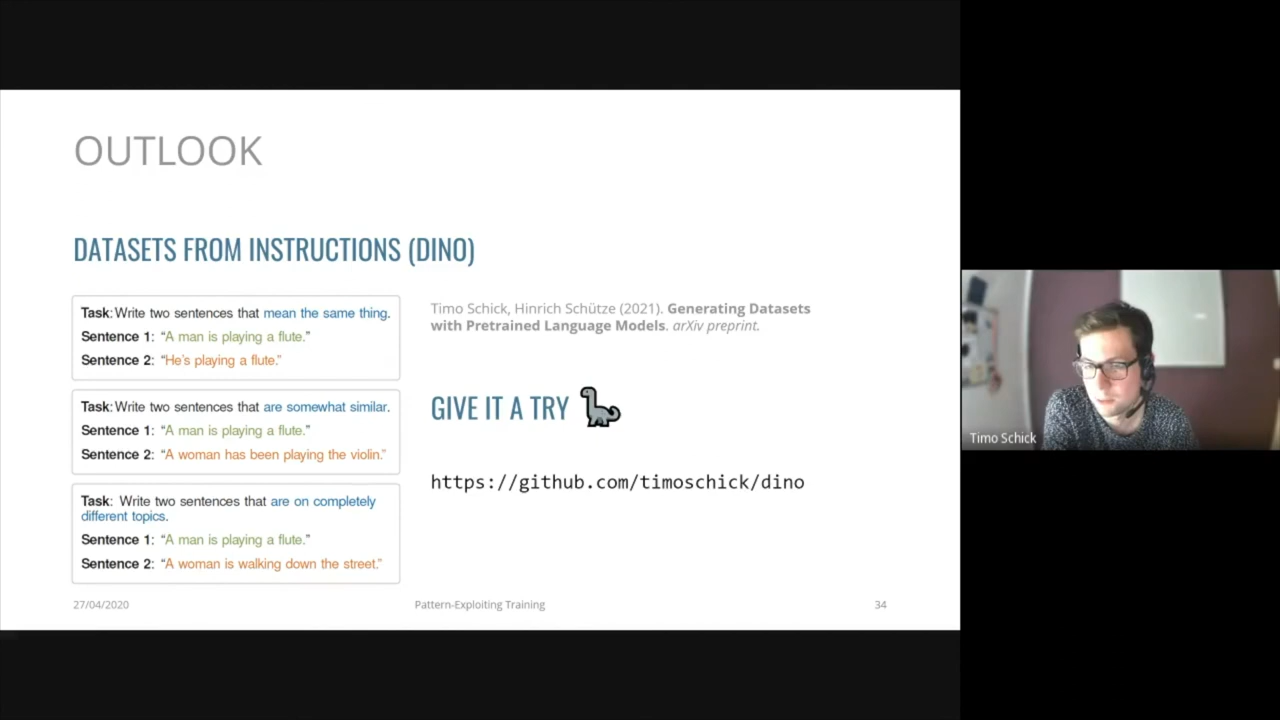 OUTLOOK
DATASETS FROM INSTRUCTIONS (DINO)
Task: Write two sentences that mean the same thing.
Sentence 1: “A man is playing a flute.”
Sentence 2: “He’s playing a flute.”
Task: Write two sentences that are somewhat similar.
Sentence 1: “A man is playing a flute.”
Sentence 2: “A woman has been playing the violin.”
Task: Write two sentences that are on completely
different topics.
Sentence 1: “A man is playing a flute.”
Sentence 2: “A woman is walking down the street.”
Timo Schick, Hinrich Schütze (2021). Generating Datasets
with Pretrained Language Models. arXiv preprint.
GIVE IT A TRY
https://github.com/timoschick/dino
27/04/2020
Pattern-Exploiting Training
34
Timo Schick